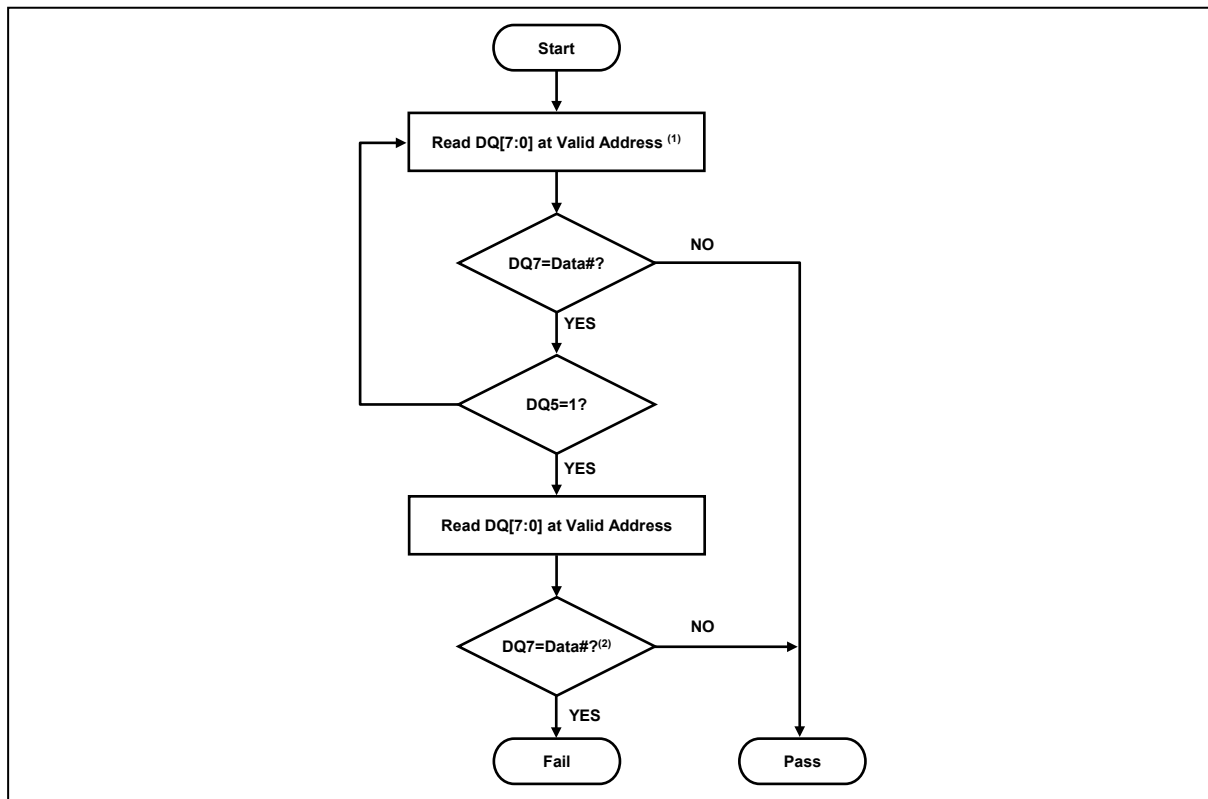 Start
Read DQ[7:0] at Valid Address (1)
DQ7=Data#?
NO
YES
DQ5=1?
YES
Read DQ[7:0] at Valid Address
DQ7=Data#?(2)
NO
YES
Fail
Pass